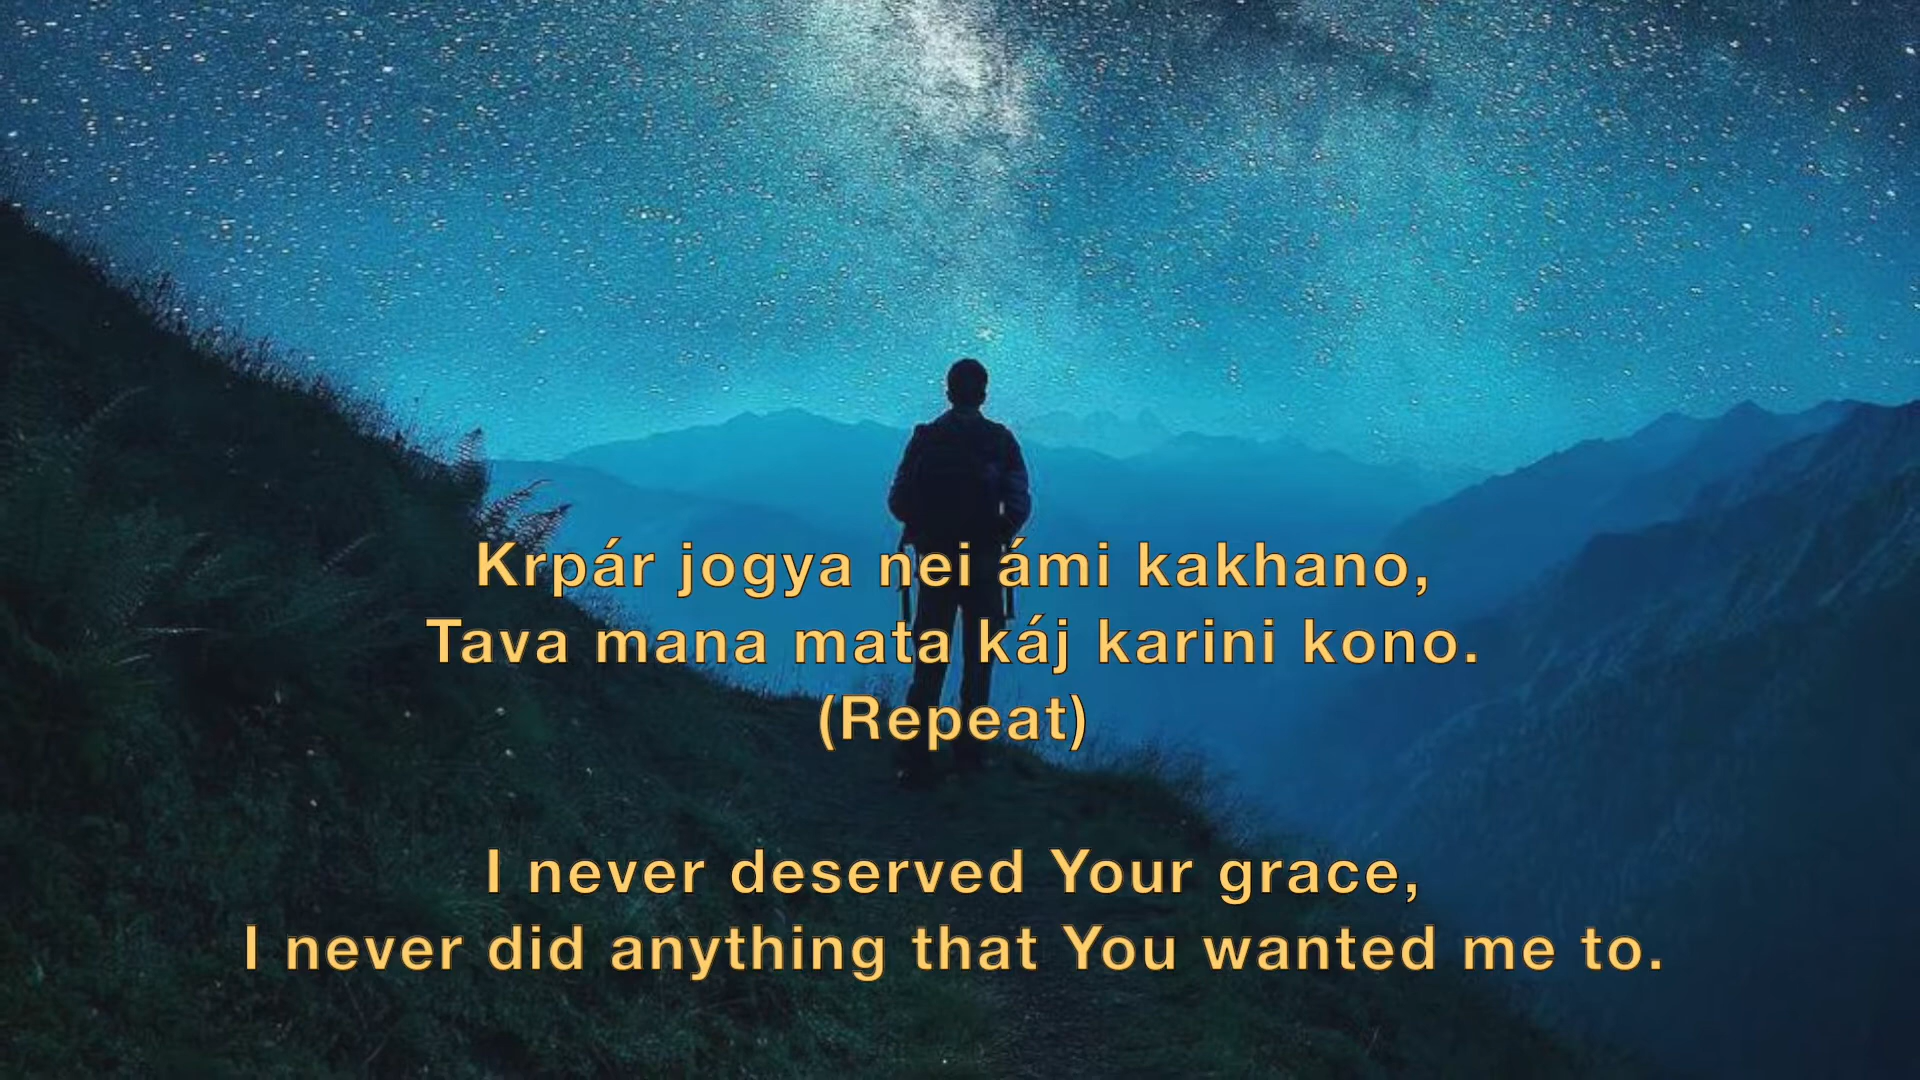 Krpár jogya nei ámi kakhano,
Tava mana mata káj karini kono.
(Repeat)
I never deserved Your grace,
I never did anything that You wanted me to.